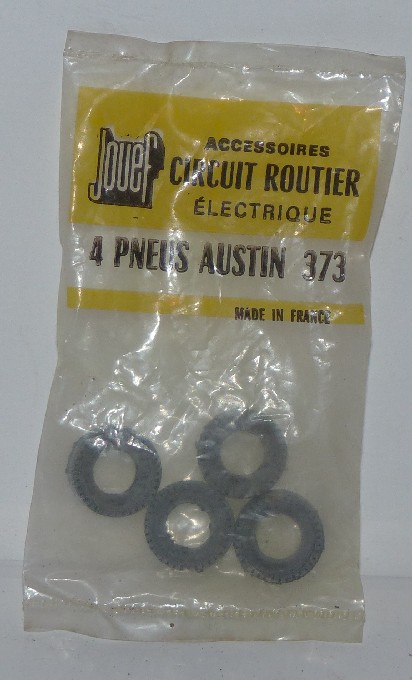 Jouef
ACCESSOIRES
CIRCUIT ROUTIER
ÉLECTRIQUE
4 PNEUS AUSTIN 373
MADE IN FRANCE